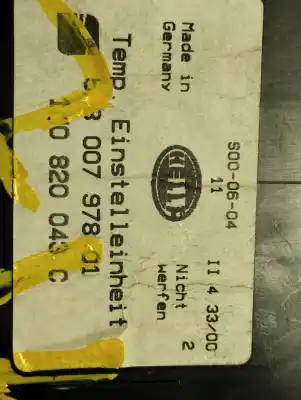 Made in
Germany
HELLA
S00-06-04
11
II 4 33/00
Nicht 2
werfen
Temp. Einstelleinheit
007 978
01
820 043 C